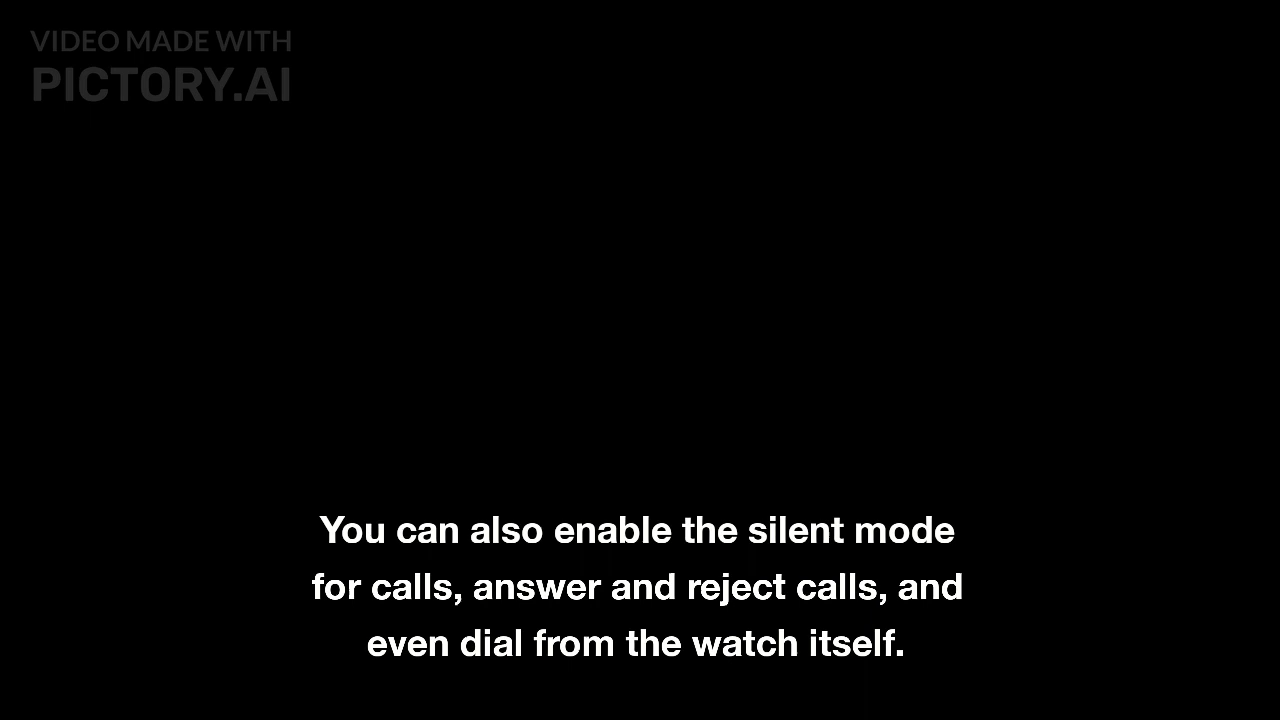 VIDEO MADE WITH
PICTORY.AI
You can also enable the silent mode
for calls, answer and reject calls, and
even dial from the watch itself.